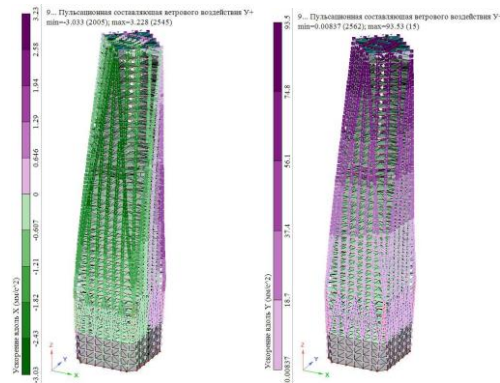 9... Пульсационная составляющая ветрового воздействия Y+
min=-3.033 (2005); max=3.228 (2545)
3.23
2.58
1.94
1.29
0.646
0
-0.607
-1.21
-1.82
-2.43
-3.03
Ускорение вдоль X (мм/с^2)
Z
Y
X
9... Пульсационная составляющая ветрового воздействия Y+
min=0.00837 (2562); max=93.53 (15)
93.5
74.8
56.1
37.4
18.7
0.00837
Ускорение вдоль Y (мм/с^2)
Z
Y
X